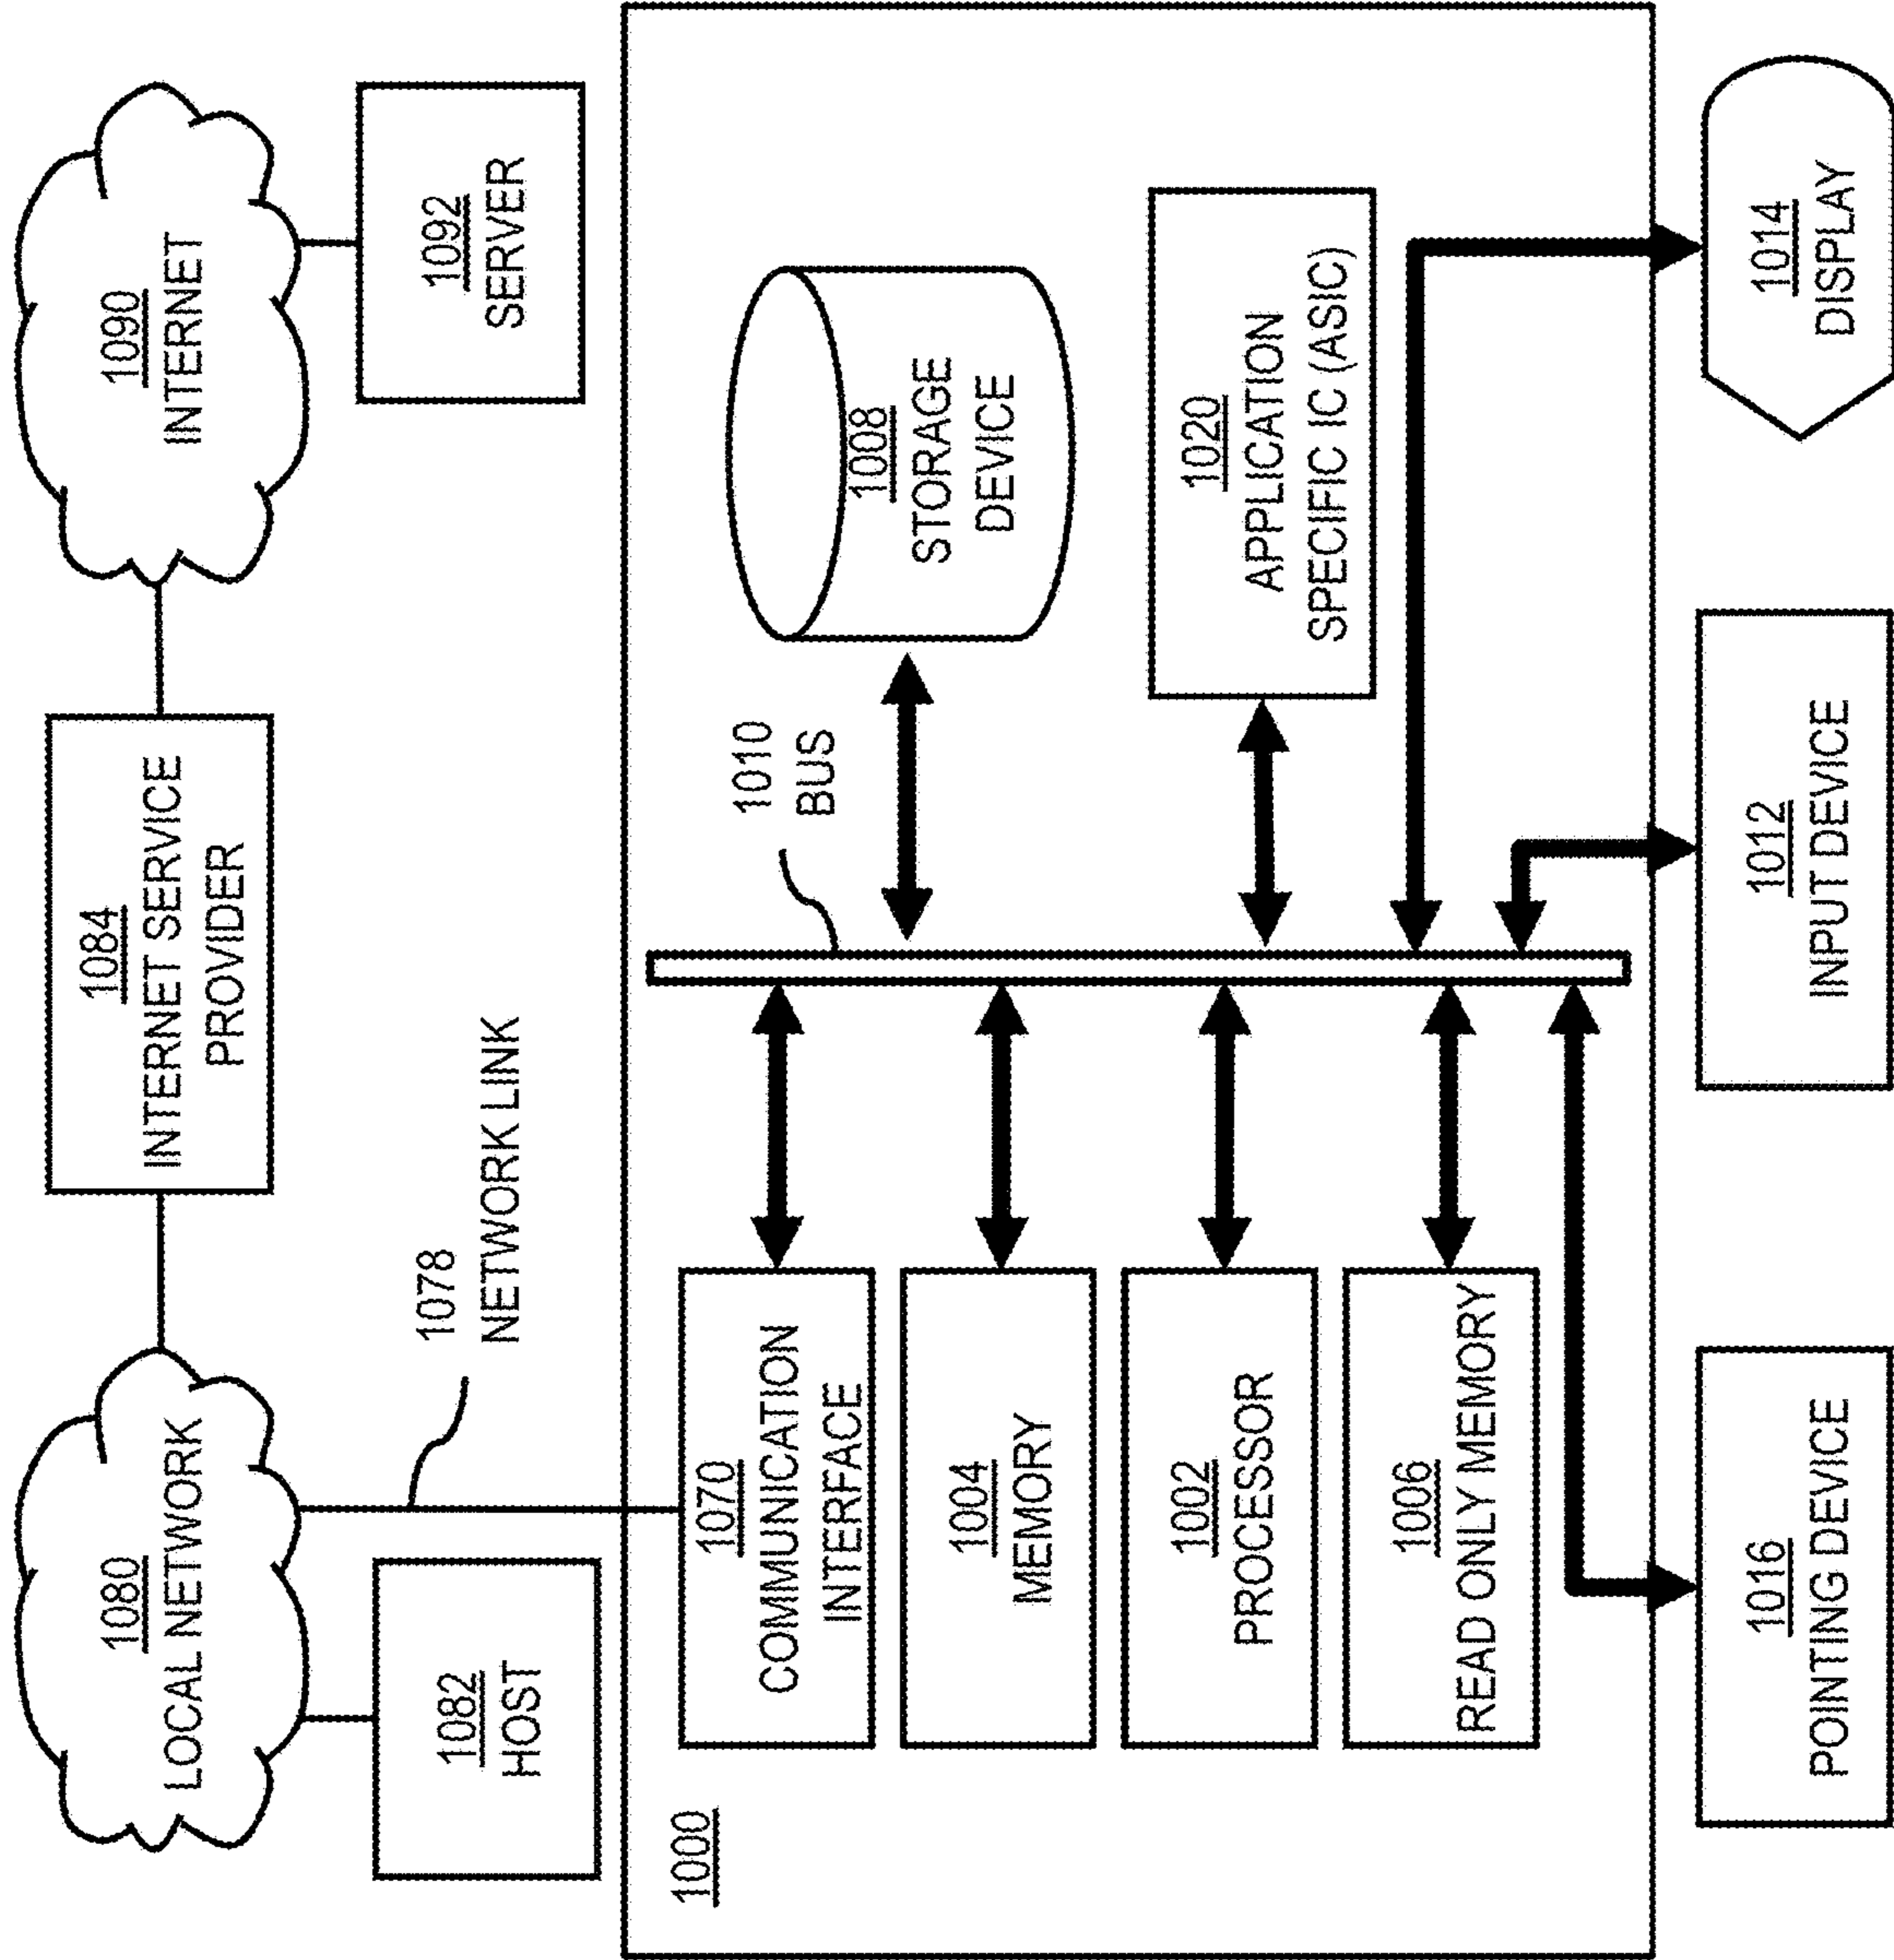 1080
LOCAL NETWORK
1084
INTERNET SERVICE
PROVIDER
1090
INTERNET
1082
HOST
1078
NETWORK LINK
1092
SERVER
1000
1070
COMMUNICATION
INTERFACE
1010
BUS
1008
STORAGE
DEVICE
1004
MEMORY
1002
PROCESSOR
1020
APPLICATION
SPECIFIC IC (ASIC)
1006
READ ONLY MEMORY
1016
POINTING DEVICE
1012
INPUT DEVICE
1014
DISPLAY